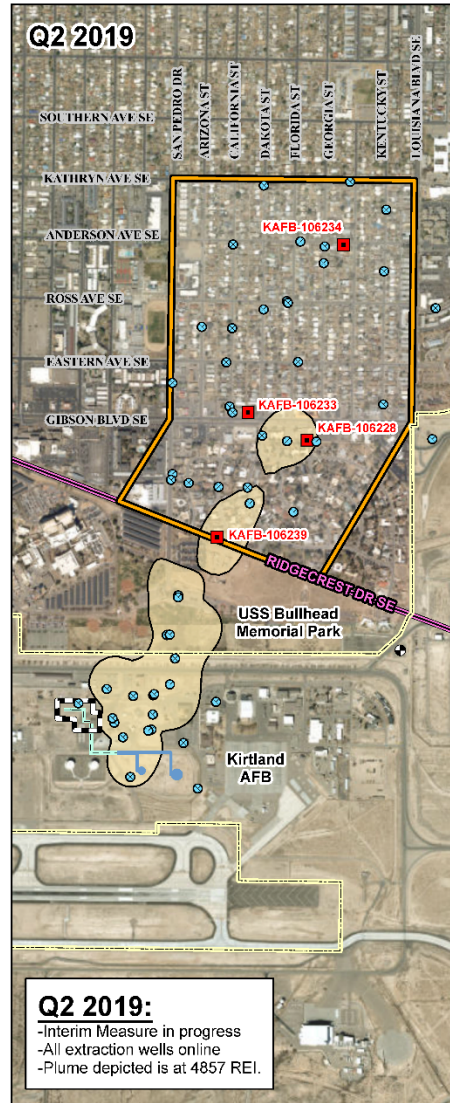 Q2 2019
SAN PEDRO DR
ARIZONA ST
CALIFORNIA ST
DAKOTA ST
FLORIDA ST
GEORGIA ST
KENTUCKY ST
LOUISIANA BLVD SE
SOUTHERN AVE SE
KATHRYN AVE SE
ANDERSON AVE SE
KAFB-106234
ROSS AVE SE
EASTERN AVE SE
GIBSON BLVD SE
KAFB-106233
KAFB-106228
KAFB-106239
RIDGECREST DR SE
USS Bullhead
Memorial Park
Kirtland
AFB
Q2 2019:
-Interim Measure in progress
-All extraction wells online
-Plume depicted is at 4857 REI.